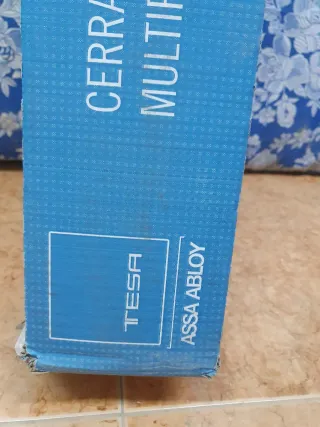 CERRA
MULTIP
TESA
ASSA ABLOY